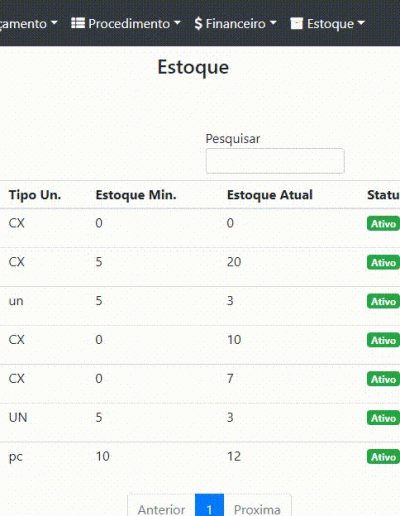 çamento Procedimento Financeiro Estoque
Estoque
Pesquisar
Tipo Un. Estoque Min. Estoque Atual Statu
CX 0 0 Ativo
CX 5 20 Ativo
un 5 3 Ativo
CX 0 10 Ativo
CX 0 7 Ativo
UN 5 3 Ativo
pc 10 12 Ativo
Anterior 1 Proxima